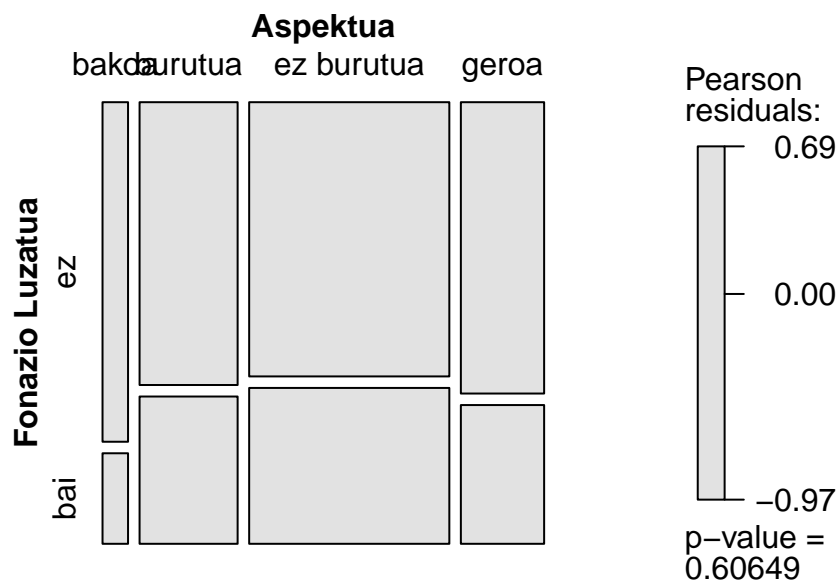 Aspektua
bakoa burutua ez burutua geroa
Fonazio Luzatua
ez
bai
Pearson
residuals:
0.69
0.00
−0.97
p−value =
0.60649